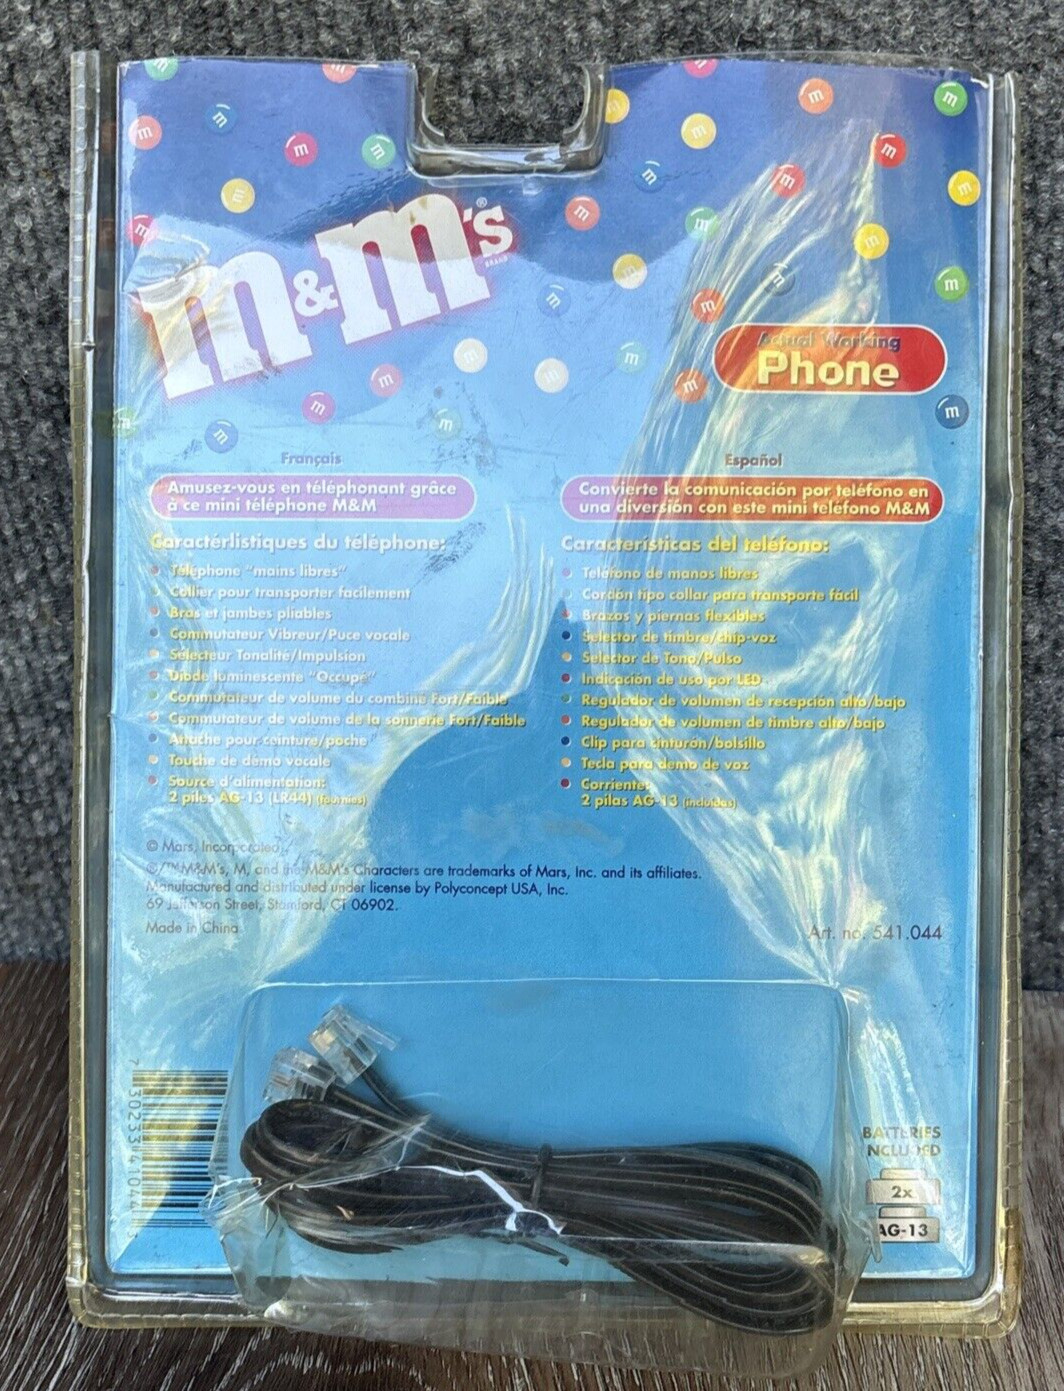 m&m's®
BRAND
Actual Working
Phone
Français
Amusez-vous en téléphonant grâce
à ce mini téléphone M&M
Caractérlistiques du téléphone:
Téléphone "mains libres"
Collier pour transporter facilement
Bras et jambes pliables
Commutateur Vibreur/Puce vocale
Sélecteur Tonalité/Impulsion
Diode luminescente "Occupé"
Commutateur de volume du combiné Fort/Faible
Commutateur de volume de la sonnerie Fort/Faible
Attache pour ceinture/poche
Touche de démo vocale
Source d'alimentation:
2 piles AG-13 (LR44) (fournies)
Español
Convierte la comunicación por teléfono en
una diversión con este mini teléfono M&M
Características del teléfono:
Teléfono de manos libres
Cordón tipo collar para transporte fácil
Brazos y piernas flexibles
Selector de timbre/chip-voz
Selector de Tono/Pulso
Indicación de uso por LED
Regulador de volumen de recepción alto/bajo
Regulador de volumen de timbre alto/bajo
Clip para cinturón/bolsillo
Tecla para demo de voz
Corriente:
2 pilas AG-13 (incluidas)
© Mars, Incorporated
®/™M&M's, M, and the M&M's Characters are trademarks of Mars, Inc. and its affiliates.
Manufactured and distributed under license by Polyconcept USA, Inc.
69 Jefferson Street, Stamford, CT 06902.
Made in China
Art. no. 541.044
BATTERIES
INCLUDED
2x
AG-13